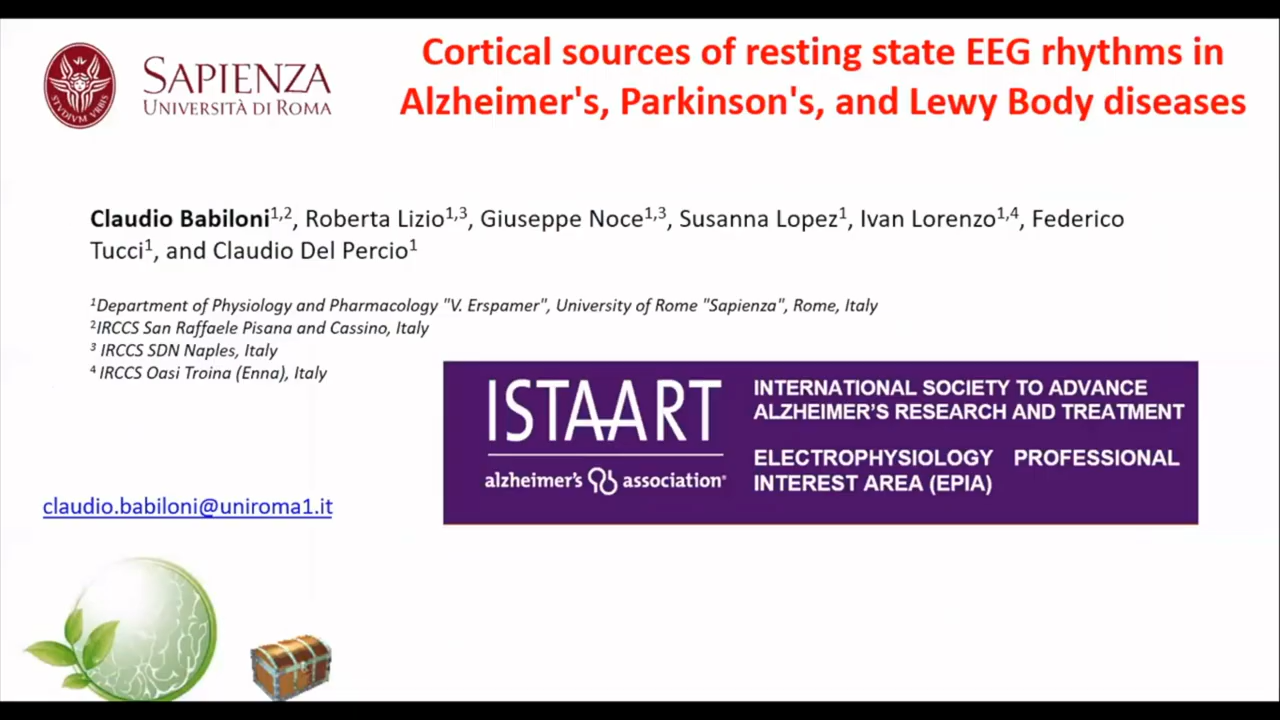 SAPIENZA
UNIVERSITÀ DI ROMA
STVDIVM VRBIS
Cortical sources of resting state EEG rhythms in
Alzheimer's, Parkinson's, and Lewy Body diseases
Claudio Babiloni1,2, Roberta Lizio1,3, Giuseppe Noce1,3, Susanna Lopez1, Ivan Lorenzo1,4, Federico
Tucci1, and Claudio Del Percio1
1Department of Physiology and Pharmacology "V. Erspamer", University of Rome "Sapienza", Rome, Italy
2IRCCS San Raffaele Pisana and Cassino, Italy
3 IRCCS SDN Naples, Italy
4 IRCCS Oasi Troina (Enna), Italy
ISTAART
alzheimer's association®
INTERNATIONAL SOCIETY TO ADVANCE
ALZHEIMER'S RESEARCH AND TREATMENT
ELECTROPHYSIOLOGY PROFESSIONAL
INTEREST AREA (EPIA)
claudio.babiloni@uniroma1.it